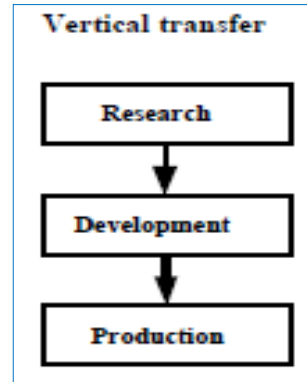 Vertical transfer
Research
Development
Production